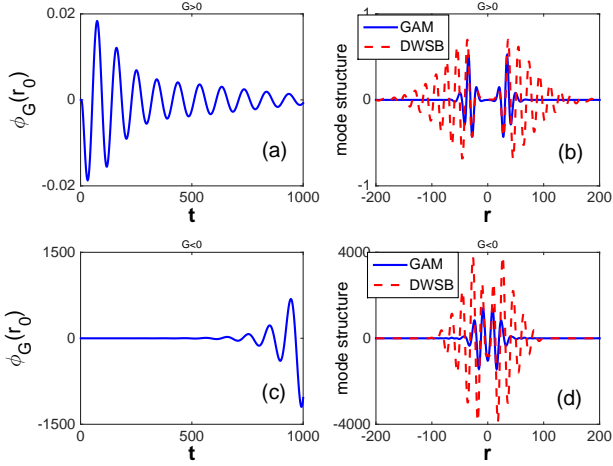 G>0
0.02
0
-0.02
ϕG(r0)
0
500
1000
t
(a)
G>0
1
0
-1
mode structure
GAM
DWSB
-200
-100
0
100
200
r
(b)
G<0
1500
0
-1500
ϕG(r0)
0
500
1000
t
(c)
G<0
4000
0
-4000
mode structure
GAM
DWSB
-200
-100
0
100
200
r
(d)